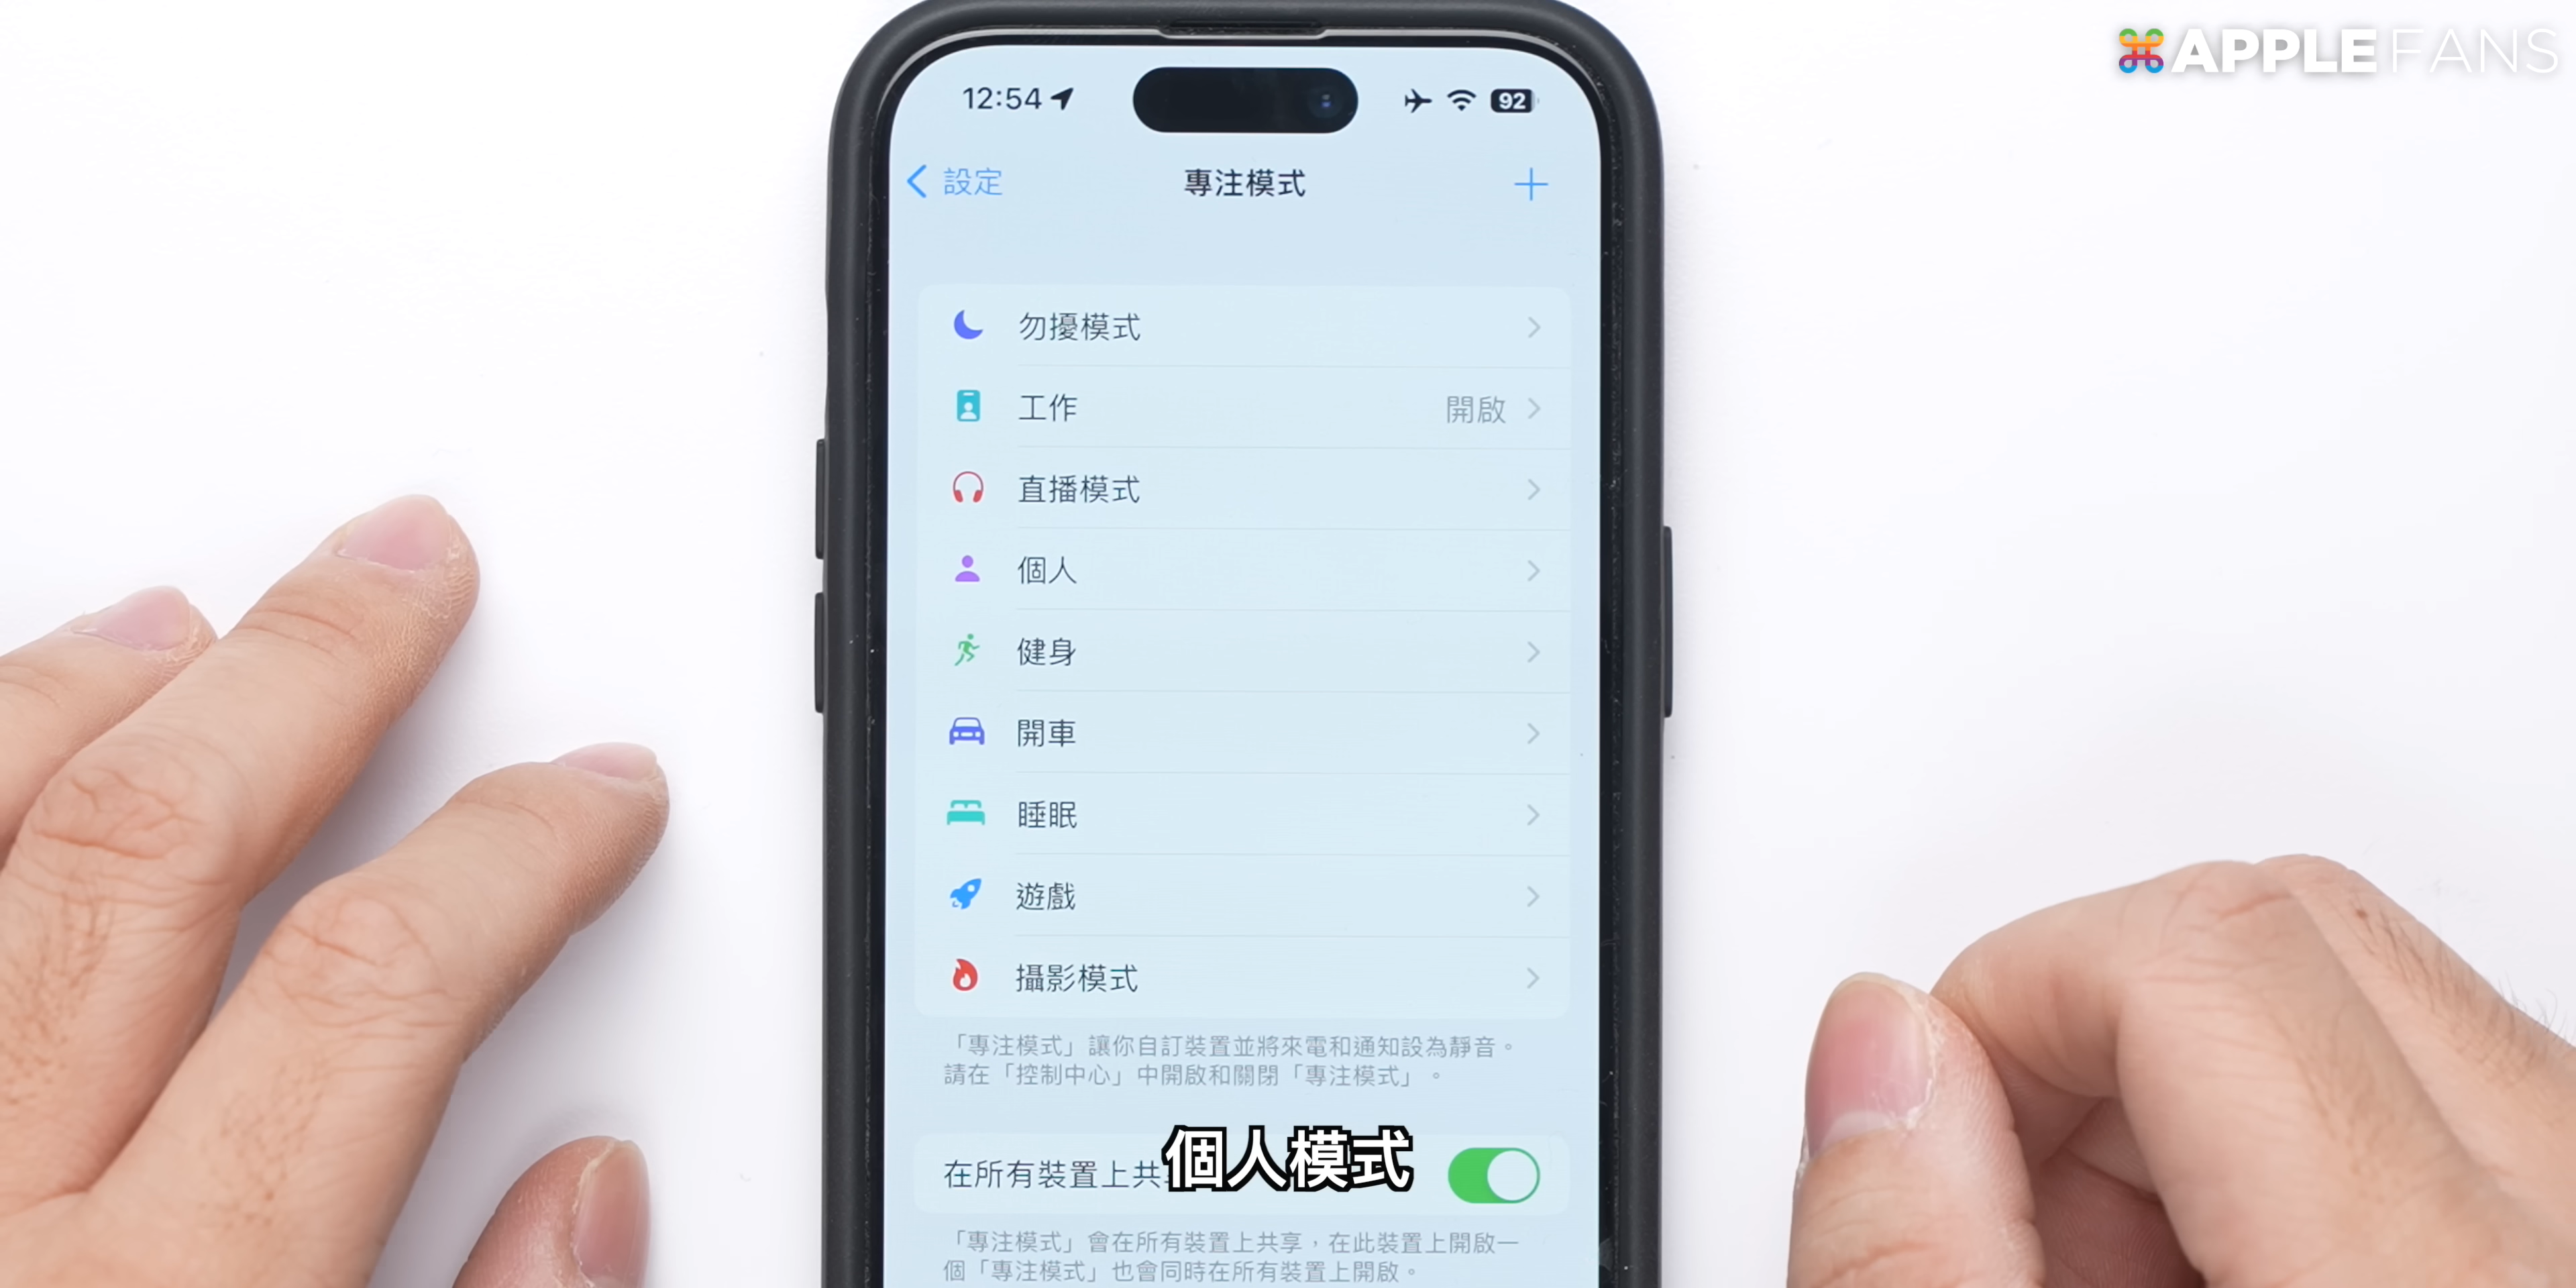 APPLEFANS
12:54
92
設定
專注模式
勿擾模式
工作
開啟
直播模式
個人
健身
開車
睡眠
遊戲
攝影模式
「專注模式」讓你自訂裝置並將來電和通知設為靜音。
請在「控制中心」中開啟和關閉「專注模式」。
在所有裝置上共
個人模式
「專注模式」會在所有裝置上共享，在此裝置上開啟一
個「專注模式」也會同時在所有裝置上開啟。